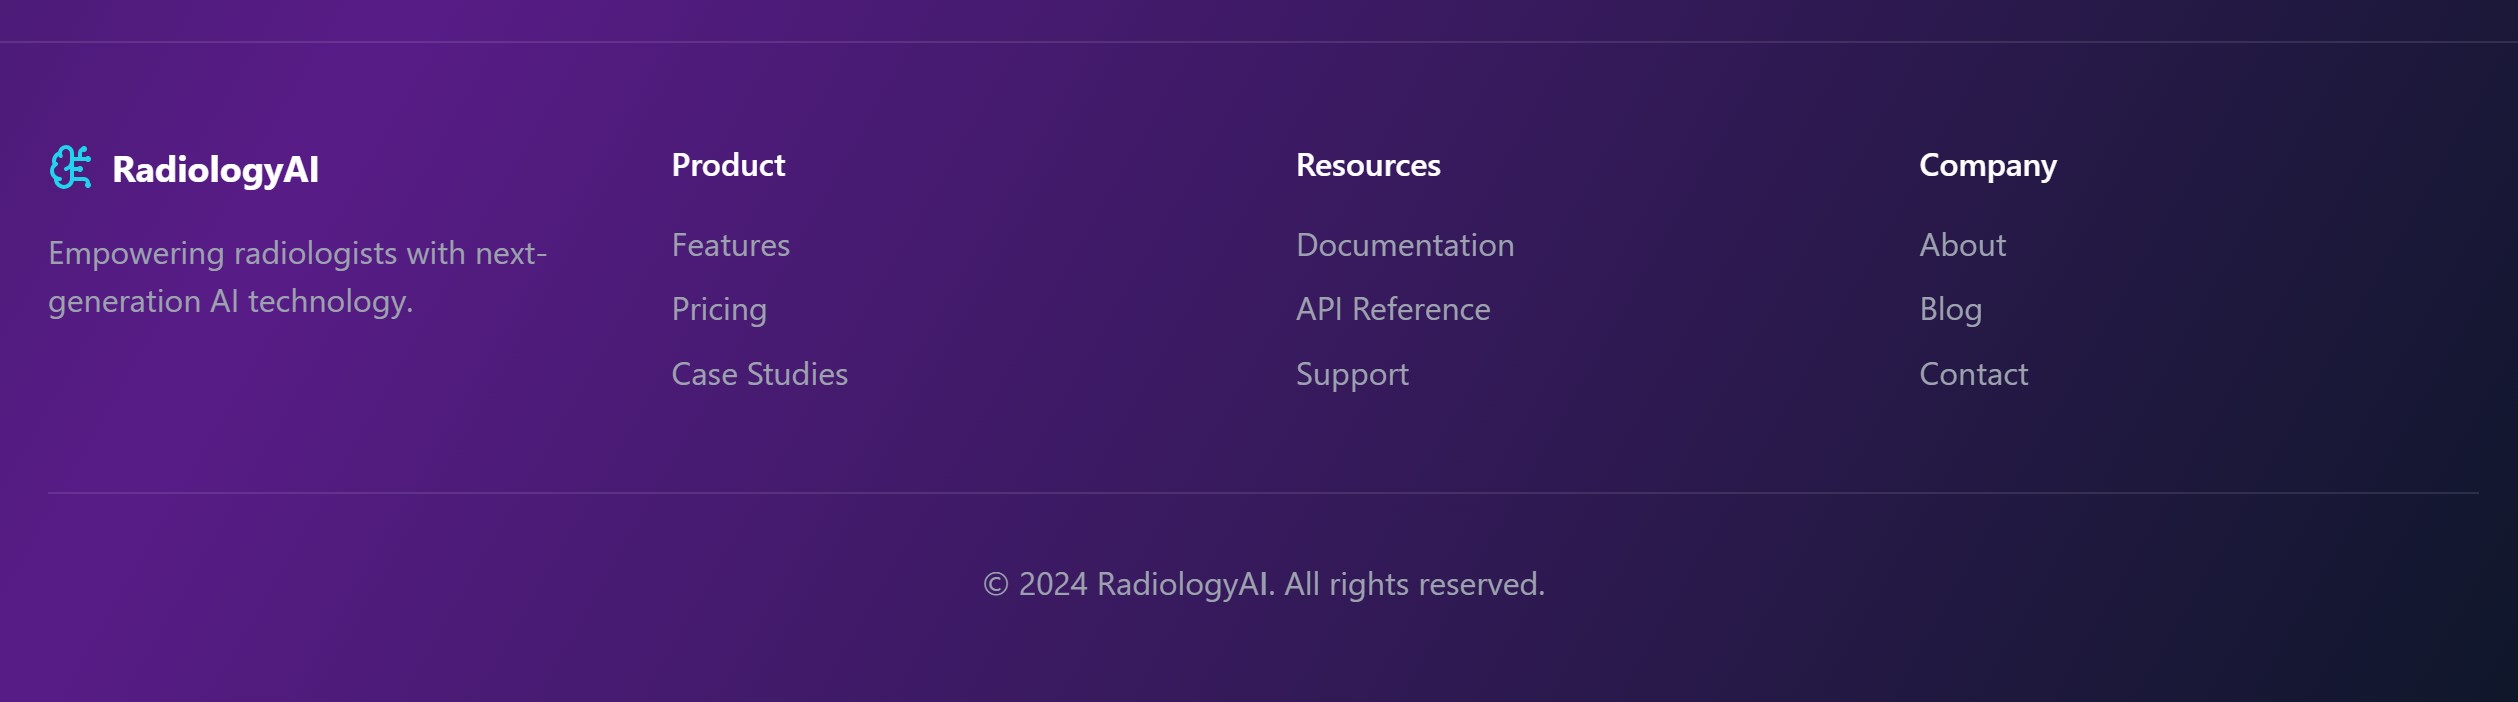 RadiologyAI
Empowering radiologists with next-
generation AI technology.
Product
Features
Pricing
Case Studies
Resources
Documentation
API Reference
Support
Company
About
Blog
Contact
© 2024 RadiologyAI. All rights reserved.